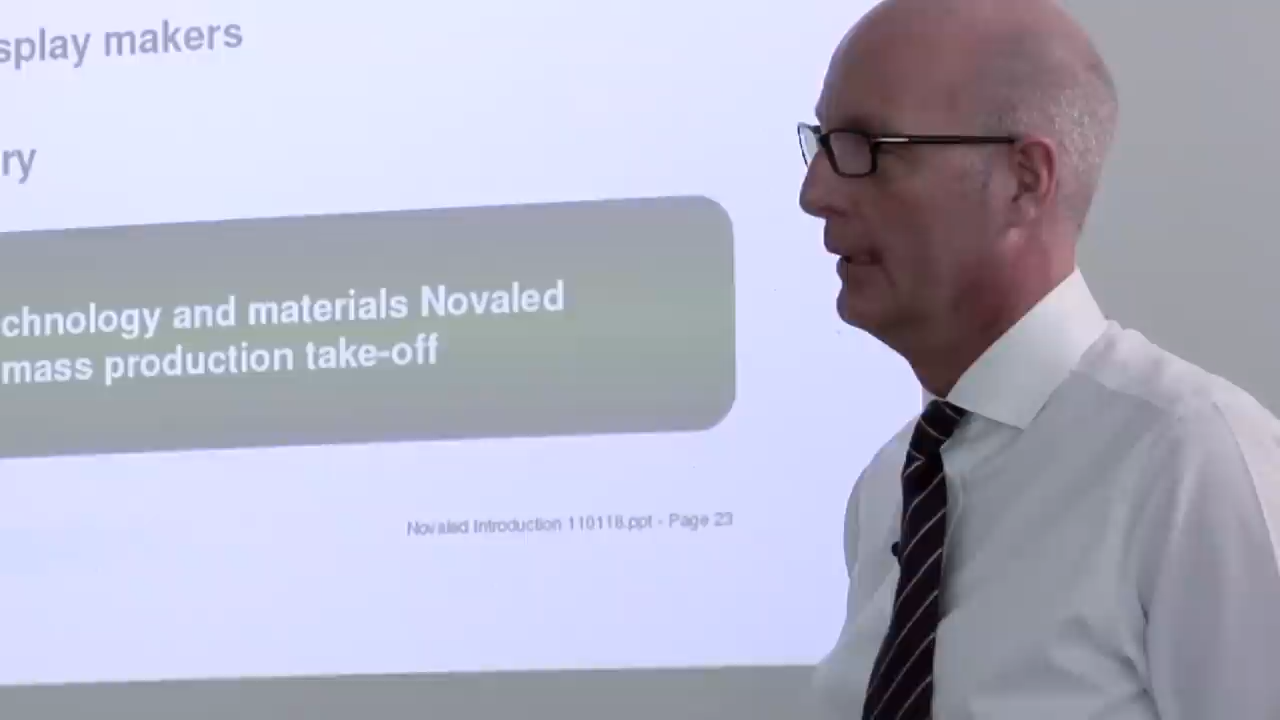 splay makers
ry
chnology and materials Novaled
mass production take-off
Novaled Introduction 110118.ppt - Page 23